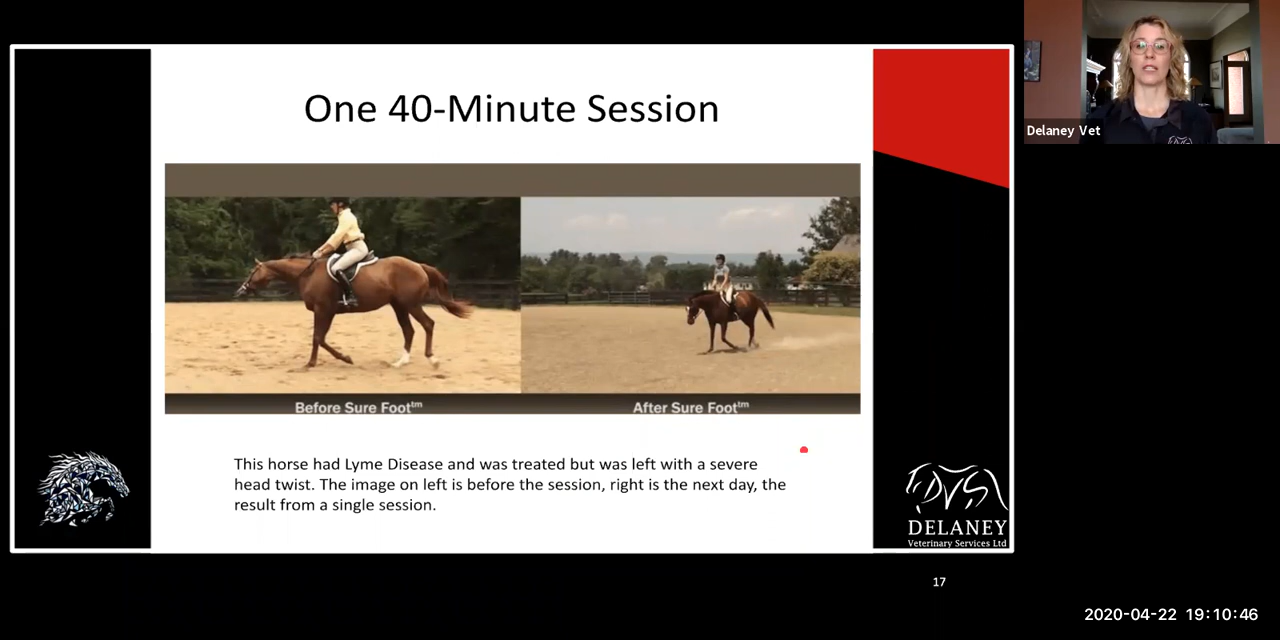 One 40-Minute Session
Delaney Vet
Before Sure Foot™
After Sure Foot™
This horse had Lyme Disease and was treated but was left with a severe
head twist. The image on left is before the session, right is the next day, the
result from a single session.
DVS
DELANEY
Veterinary Services Ltd
17
2020-04-22 19:10:46